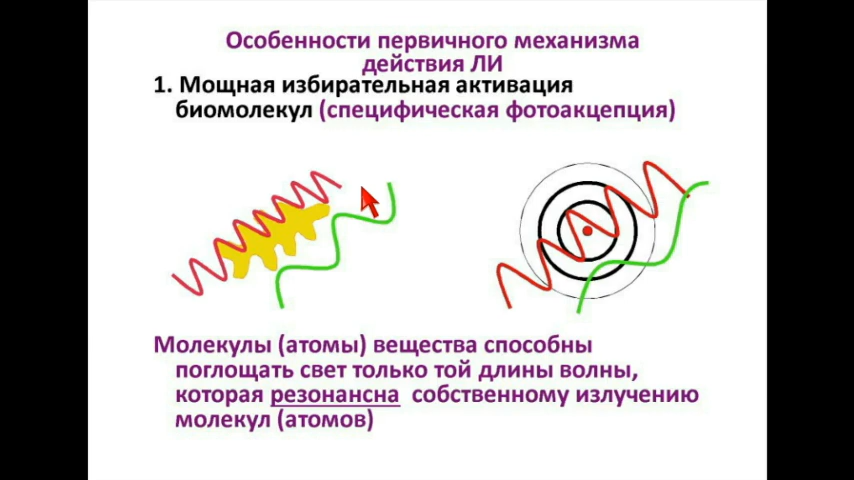 Особенности первичного механизма
действия ЛИ
1. Мощная избирательная активация
биомолекул (специфическая фотоакцепция)
Молекулы (атомы) вещества способны
поглощать свет только той длины волны,
которая резонансна собственному излучению
молекул (атомов)